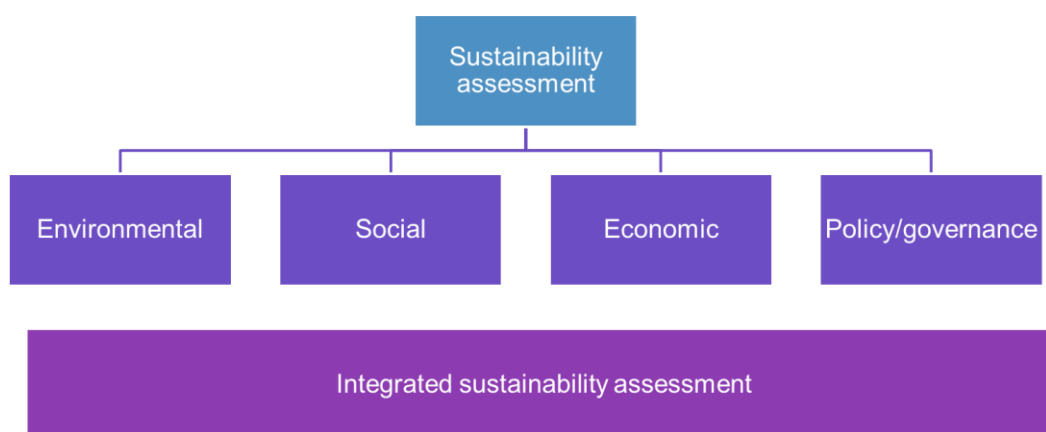 Sustainability
assessment
Environmental
Social
Economic
Policy/governance
Integrated sustainability assessment